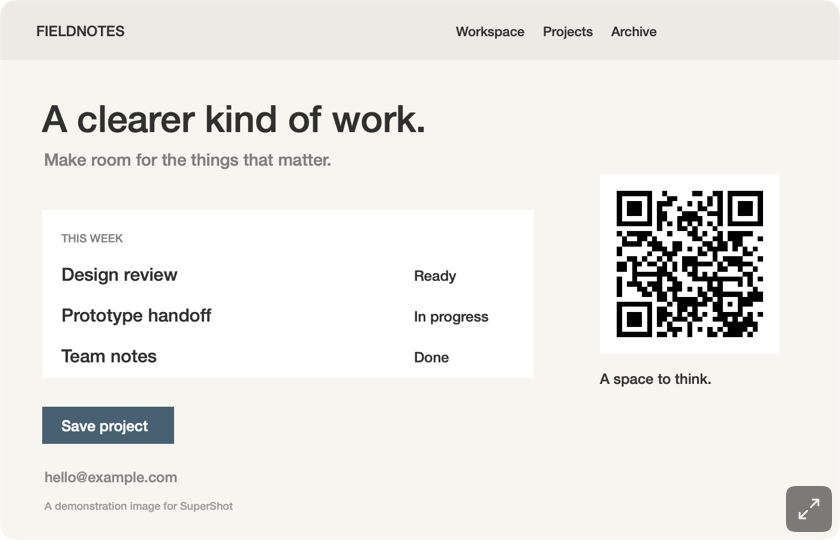 FIELDNOTES
Workspace Projects Archive
A clearer kind of work.
Make room for the things that matter.
THIS WEEK
Design review Ready
Prototype handoff In progress
Team notes Done
A space to think.
Save project
hello@example.com
A demonstration image for SuperShot